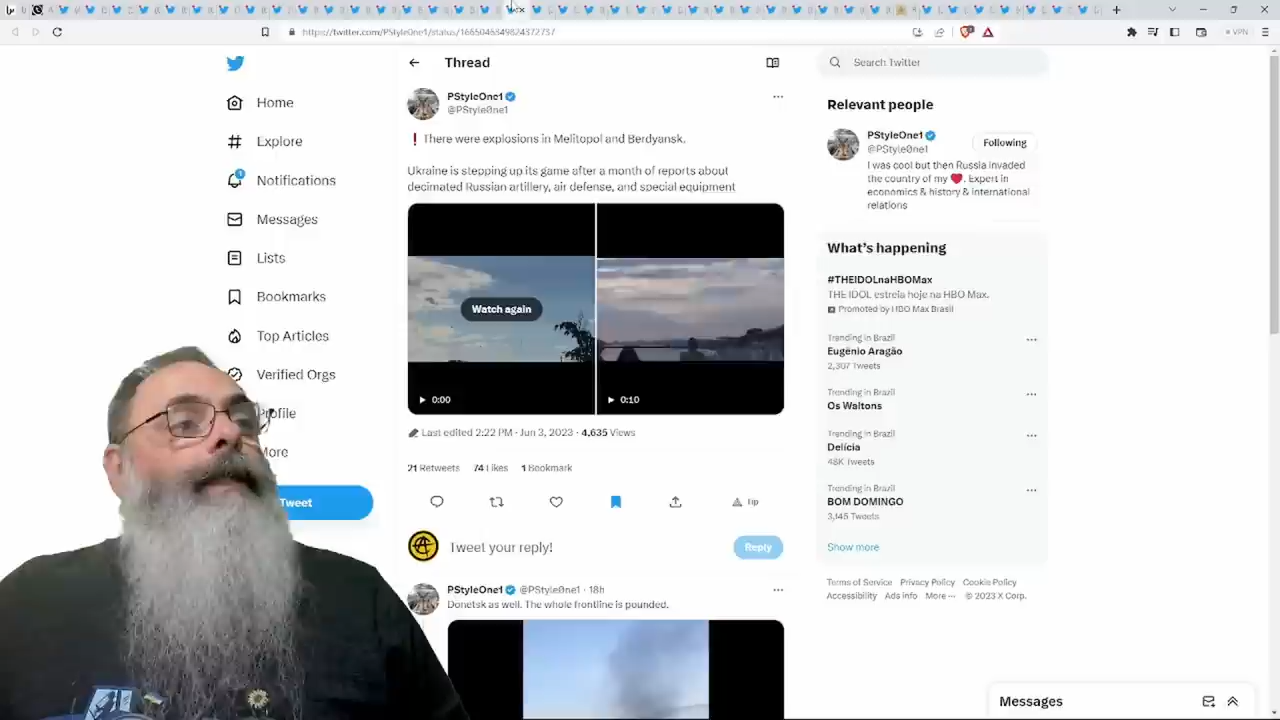 https://twitter.com/PStyle0ne1/status/1665046349824372737
VPN
Home
Explore
1
Notifications
Messages
Lists
Bookmarks
Top Articles
Verified Orgs
Profile
More
Tweet
Thread
PStyleOne1
@PStyle0ne1
❗There were explosions in Melitopol and Berdyansk.
Ukraine is stepping up its game after a month of reports about
decimated Russian artillery, air defense, and special equipment
Watch again
0:00
0:10
Last edited 2:22 PM · Jun 3, 2023 · 4,635 Views
21 Retweets 74 Likes 1 Bookmark
Tip
Tweet your reply!
Reply
PStyleOne1 @PStyle0ne1 · 18h
Donetsk as well. The whole frontline is pounded.
Search Twitter
Relevant people
PStyleOne1
@PStyle0ne1
Following
I was cool but then Russia invaded
the country of my ❤️. Expert in
economics & history & international
relations
What's happening
#THEIDOLnaHBOMax
THE IDOL estreia hoje na HBO Max.
Promoted by HBO Max Brasil
Trending in Brazil
Eugênio Aragão
2,307 Tweets
Trending in Brazil
Os Waltons
Trending in Brazil
Delícia
48K Tweets
Trending in Brazil
BOM DOMINGO
3,145 Tweets
Show more
Terms of Service Privacy Policy Cookie Policy
Accessibility Ads info More ··· © 2023 X Corp.
Messages